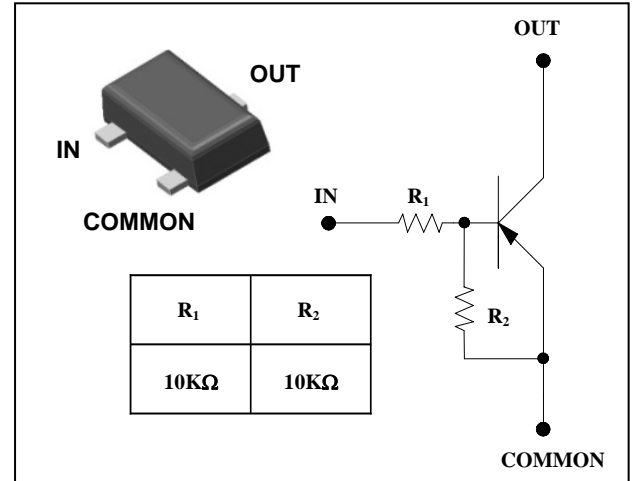 OUT
OUT
IN
COMMON
IN
R₁
R₂
R₁ R₂
10KΩ 10KΩ
COMMON